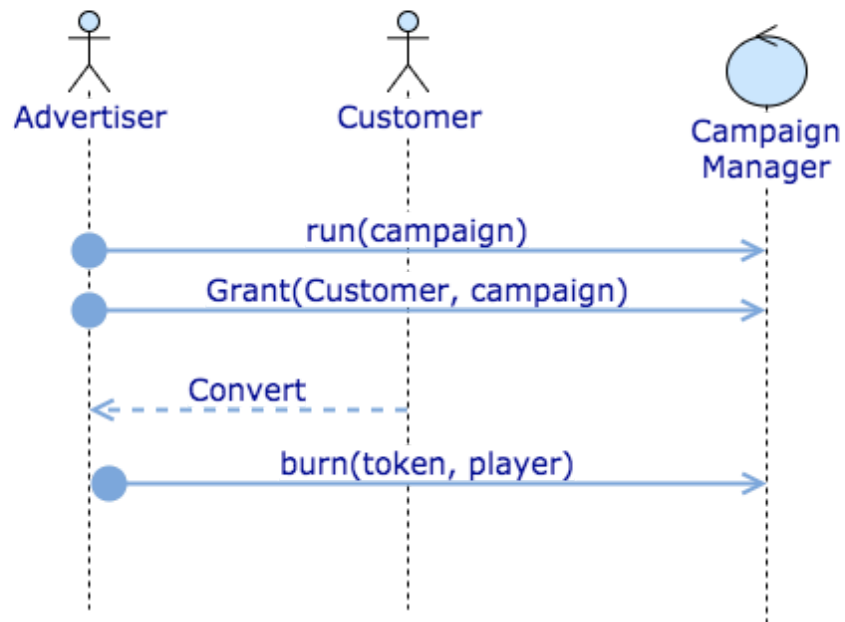 Advertiser
Customer
Campaign
Manager
run(campaign)
Grant(Customer, campaign)
Convert
burn(token, player)